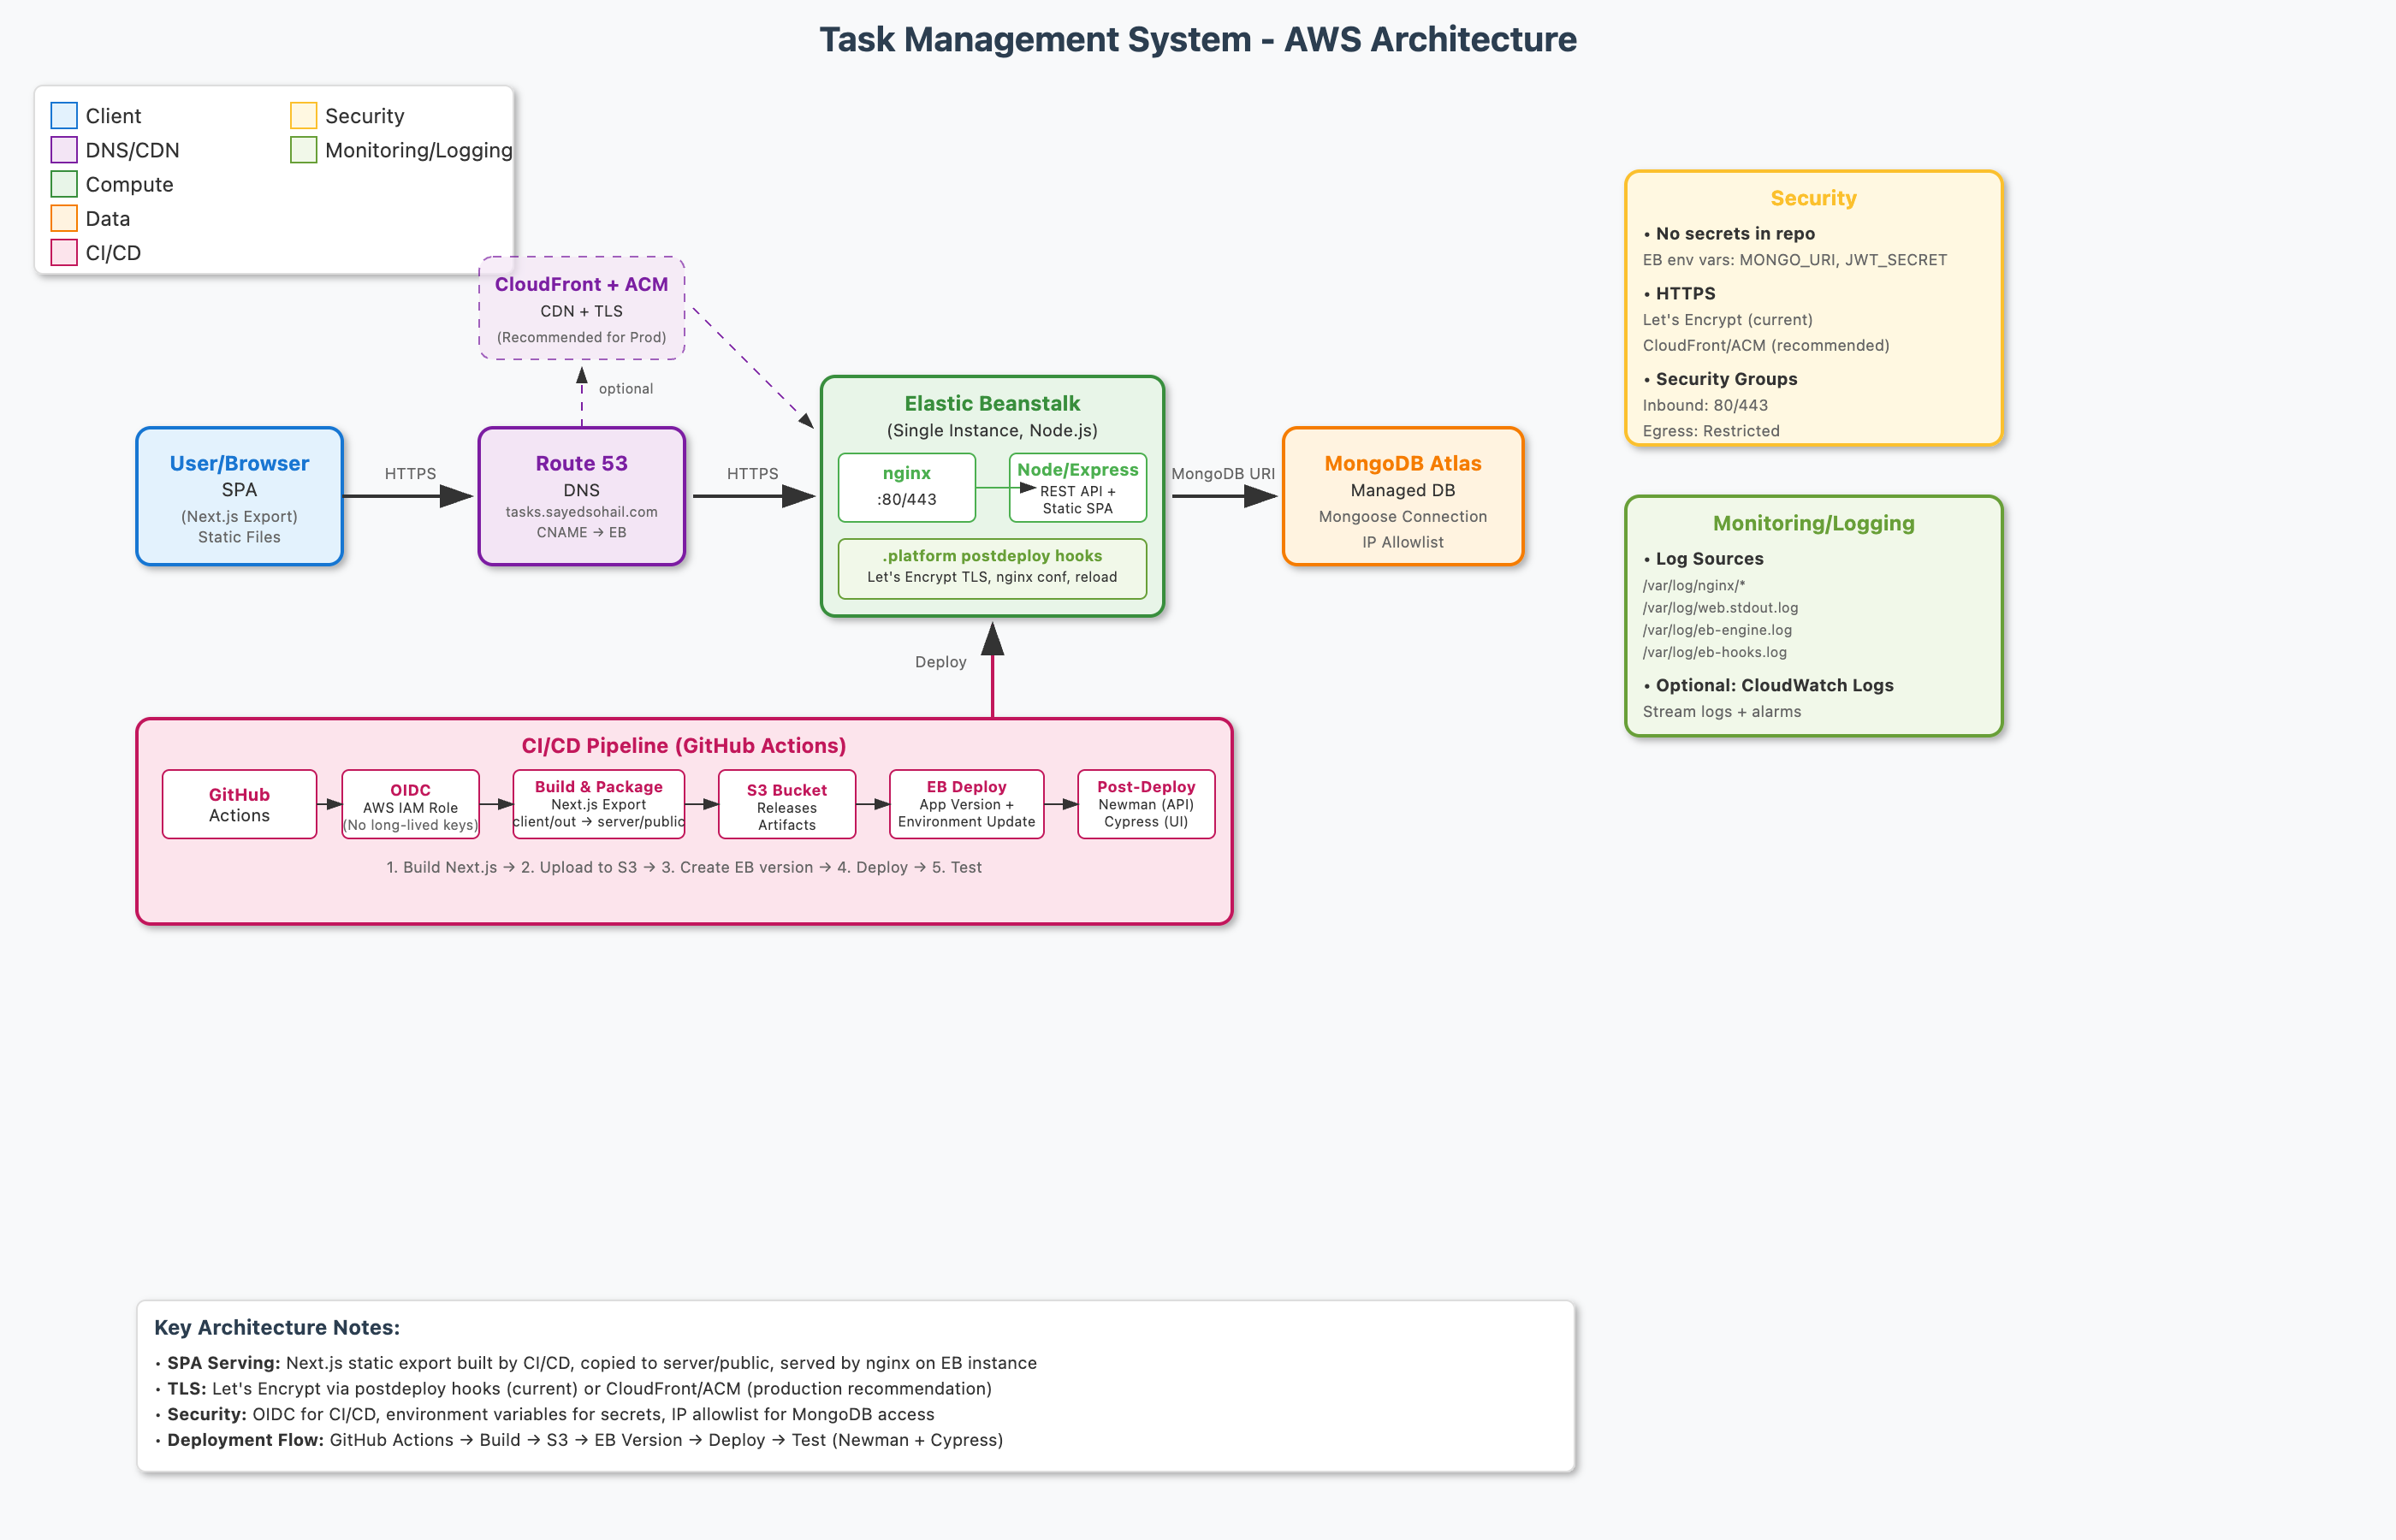 Task Management System - AWS Architecture
Client
DNS/CDN
Compute
Data
CI/CD
Security
Monitoring/Logging
CloudFront + ACM
CDN + TLS
(Recommended for Prod)
optional
User/Browser
SPA
(Next.js Export)
Static Files
HTTPS
Route 53
DNS
tasks.sayedsohail.com
CNAME → EB
HTTPS
Elastic Beanstalk
(Single Instance, Node.js)
nginx
:80/443
Node/Express
REST API +
Static SPA
.platform postdeploy hooks
Let's Encrypt TLS, nginx conf, reload
MongoDB URI
MongoDB Atlas
Managed DB
Mongoose Connection
IP Allowlist
Security
• No secrets in repo
EB env vars: MONGO_URI, JWT_SECRET
• HTTPS
Let's Encrypt (current)
CloudFront/ACM (recommended)
• Security Groups
Inbound: 80/443
Egress: Restricted
Monitoring/Logging
• Log Sources
/var/log/nginx/*
/var/log/web.stdout.log
/var/log/eb-engine.log
/var/log/eb-hooks.log
• Optional: CloudWatch Logs
Stream logs + alarms
Deploy
CI/CD Pipeline (GitHub Actions)
GitHub
Actions
OIDC
AWS IAM Role
(No long-lived keys)
Build & Package
Next.js Export
client/out → server/public
S3 Bucket
Releases
Artifacts
EB Deploy
App Version +
Environment Update
Post-Deploy
Newman (API)
Cypress (UI)
1. Build Next.js → 2. Upload to S3 → 3. Create EB version → 4. Deploy → 5. Test
Key Architecture Notes:
• SPA Serving: Next.js static export built by CI/CD, copied to server/public, served by nginx on EB instance
• TLS: Let's Encrypt via postdeploy hooks (current) or CloudFront/ACM (production recommendation)
• Security: OIDC for CI/CD, environment variables for secrets, IP allowlist for MongoDB access
• Deployment Flow: GitHub Actions → Build → S3 → EB Version → Deploy → Test (Newman + Cypress)